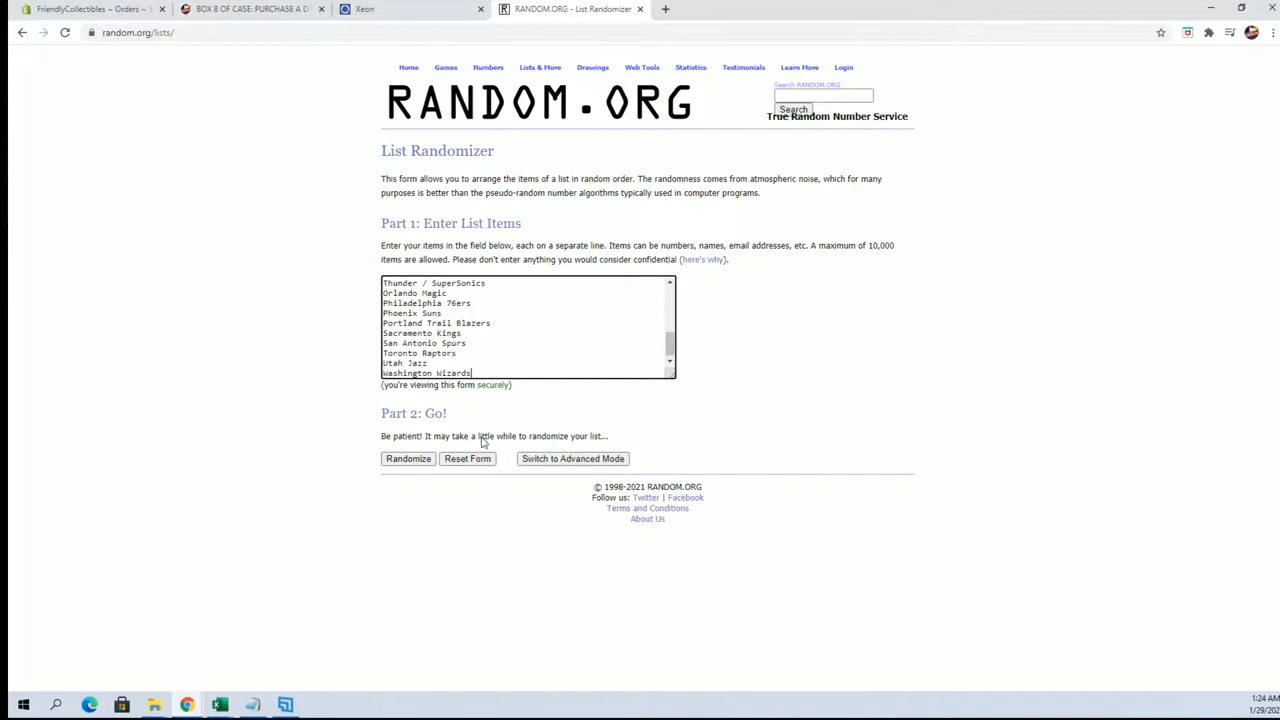 FriendlyCollectibles ~ Orders ~ S
BOX 8 OF CASE: PURCHASE A D
Xeon
RANDOM.ORG - List Randomizer
random.org/lists/
Home Games Numbers Lists & More Drawings Web Tools Statistics Testimonials Learn More Login
RANDOM.ORG
Search RANDOM.ORG
Search
True Random Number Service
List Randomizer
This form allows you to arrange the items of a list in random order. The randomness comes from atmospheric noise, which for many
purposes is better than the pseudo-random number algorithms typically used in computer programs.
Part 1: Enter List Items
Enter your items in the field below, each on a separate line. Items can be numbers, names, email addresses, etc. A maximum of 10,000
items are allowed. Please don't enter anything you would consider confidential (here's why).
Thunder / SuperSonics
Orlando Magic
Philadelphia 76ers
Phoenix Suns
Portland Trail Blazers
Sacramento Kings
San Antonio Spurs
Toronto Raptors
Utah Jazz
Washington Wizards
(you're viewing this form securely)
Part 2: Go!
Be patient! It may take a little while to randomize your list...
Randomize Reset Form Switch to Advanced Mode
© 1998-2021 RANDOM.ORG
Follow us: Twitter | Facebook
Terms and Conditions
About Us
1:24 AM
1/29/202